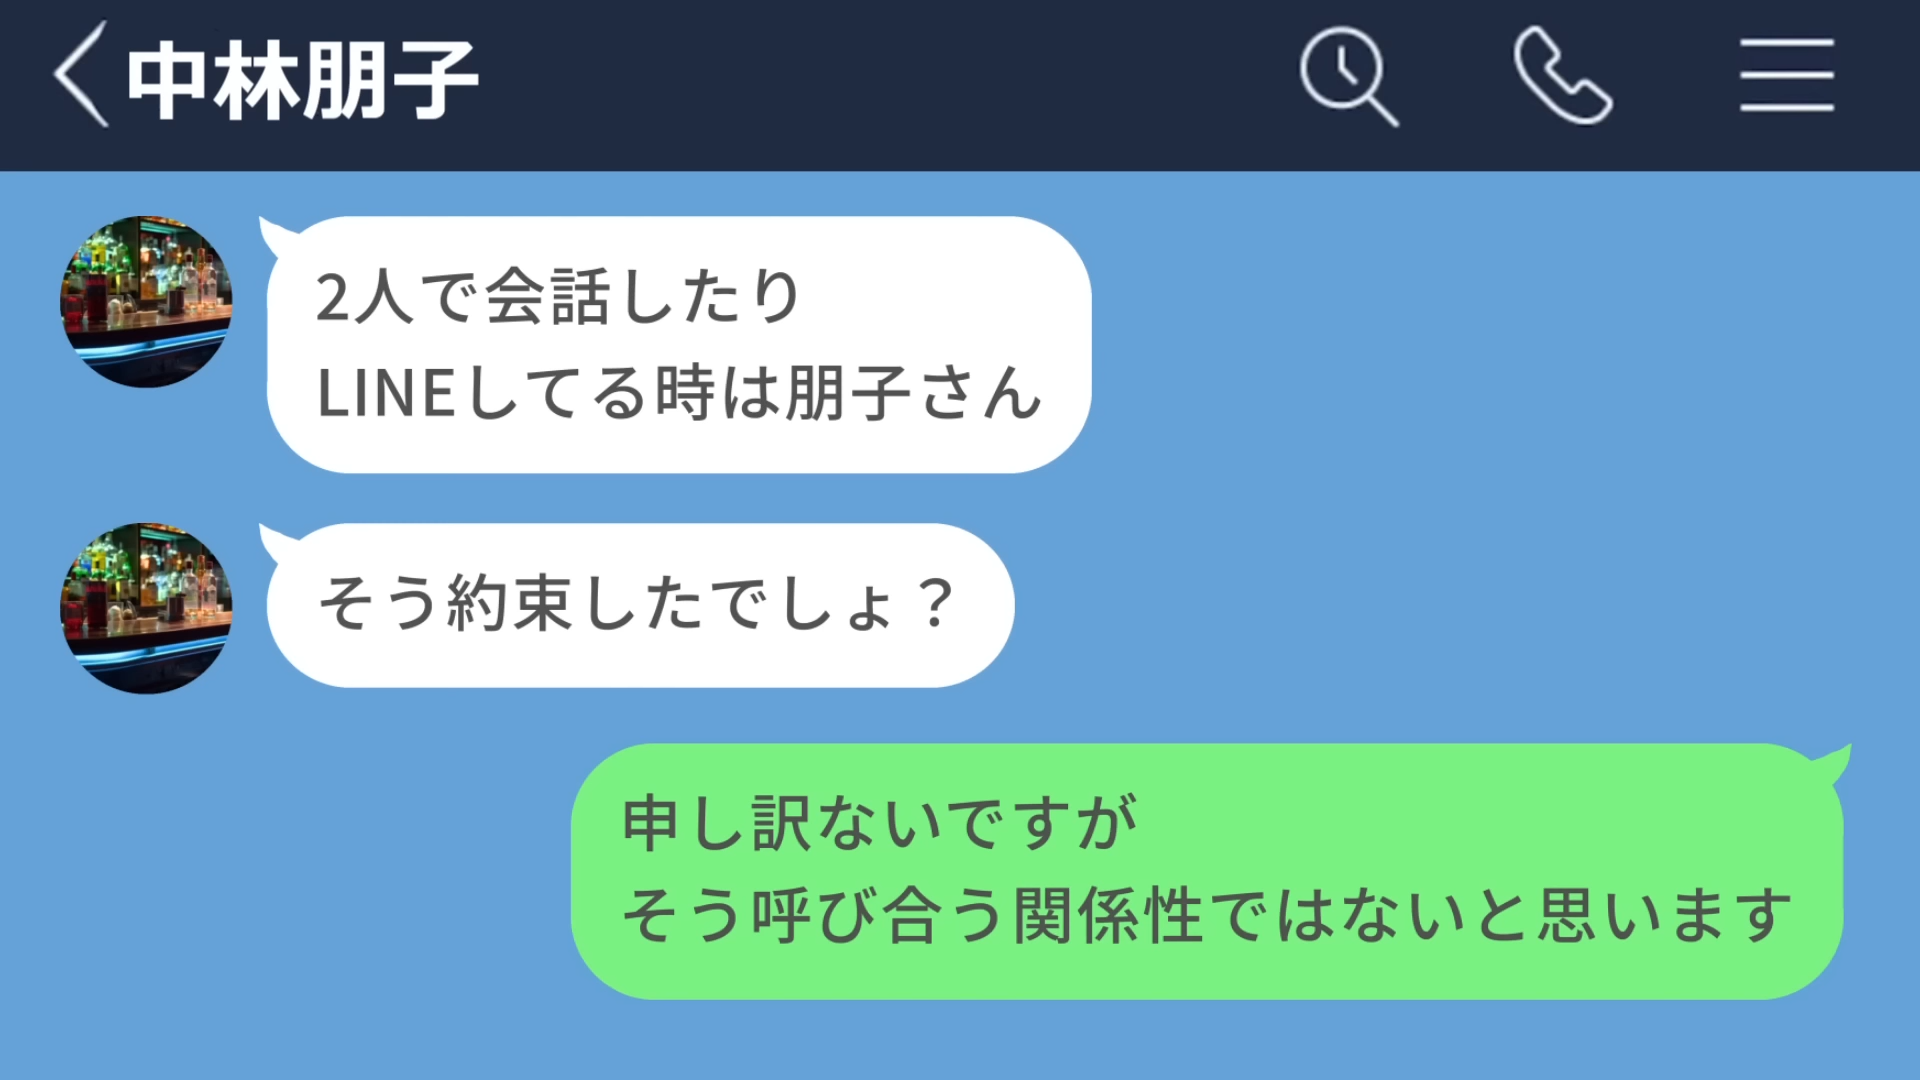 中林朋子
2人で会話したり
LINEしてる時は朋子さん
そう約束したでしょ？
申し訳ないですが
そう呼び合う関係性ではないと思います